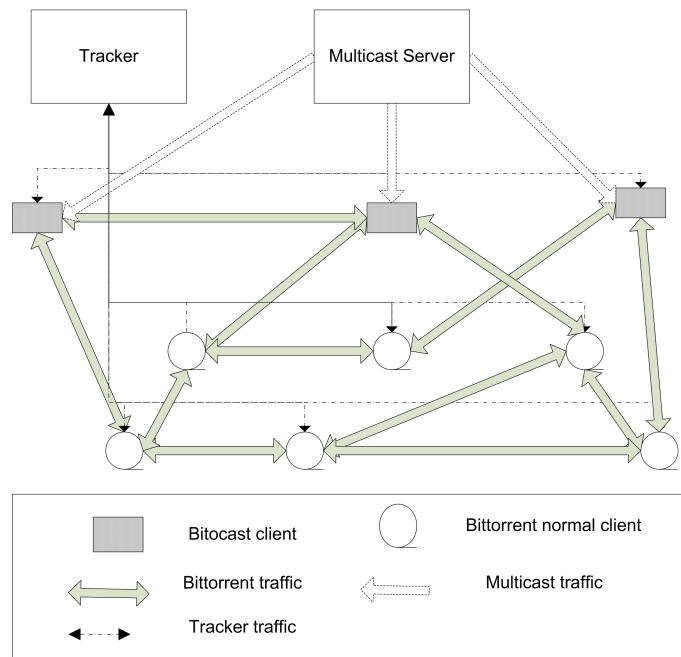 Tracker
Multicast Server
Bitocast client
Bittorrent normal client
Bittorrent traffic
Multicast traffic
Tracker traffic